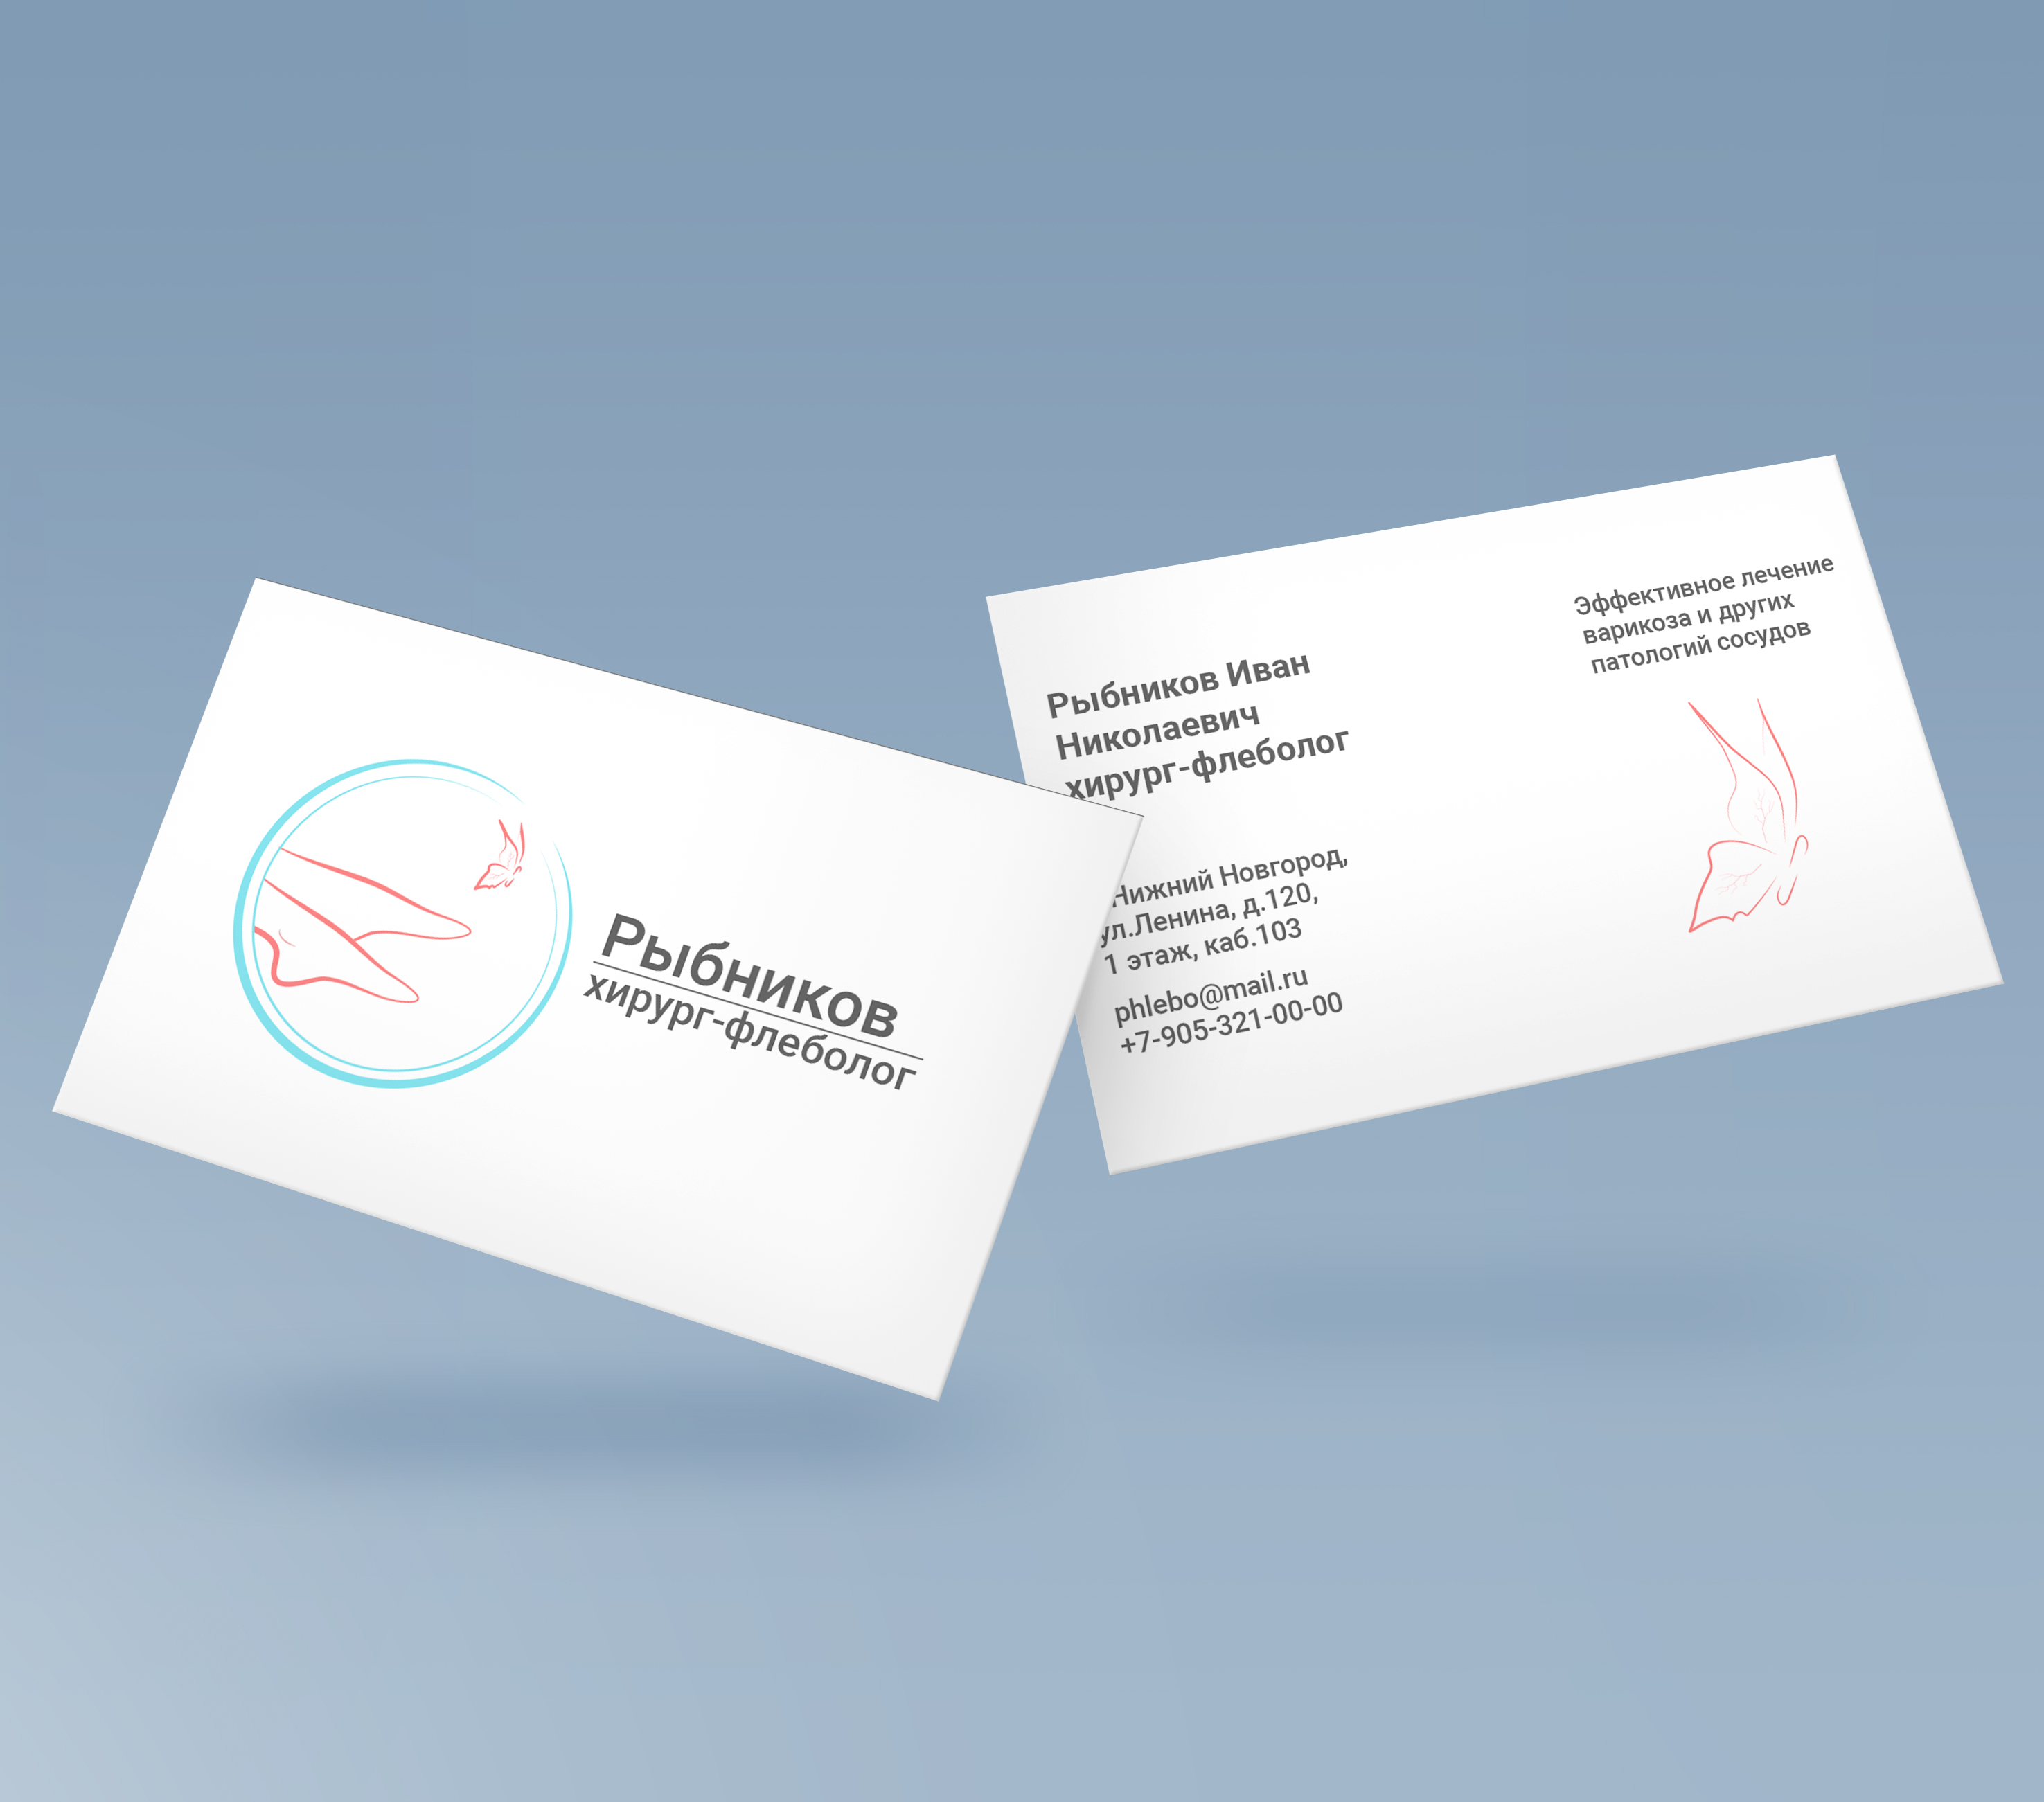 Рыбников
хирург-флеболог
Рыбников Иван
Николаевич
хирург-флеболог
Нижний Новгород,
ул.Ленина, д.120,
1 этаж, каб.103
phlebo@mail.ru
+7-905-321-00-00
Эффективное лечение
варикоза и других
патологий сосудов